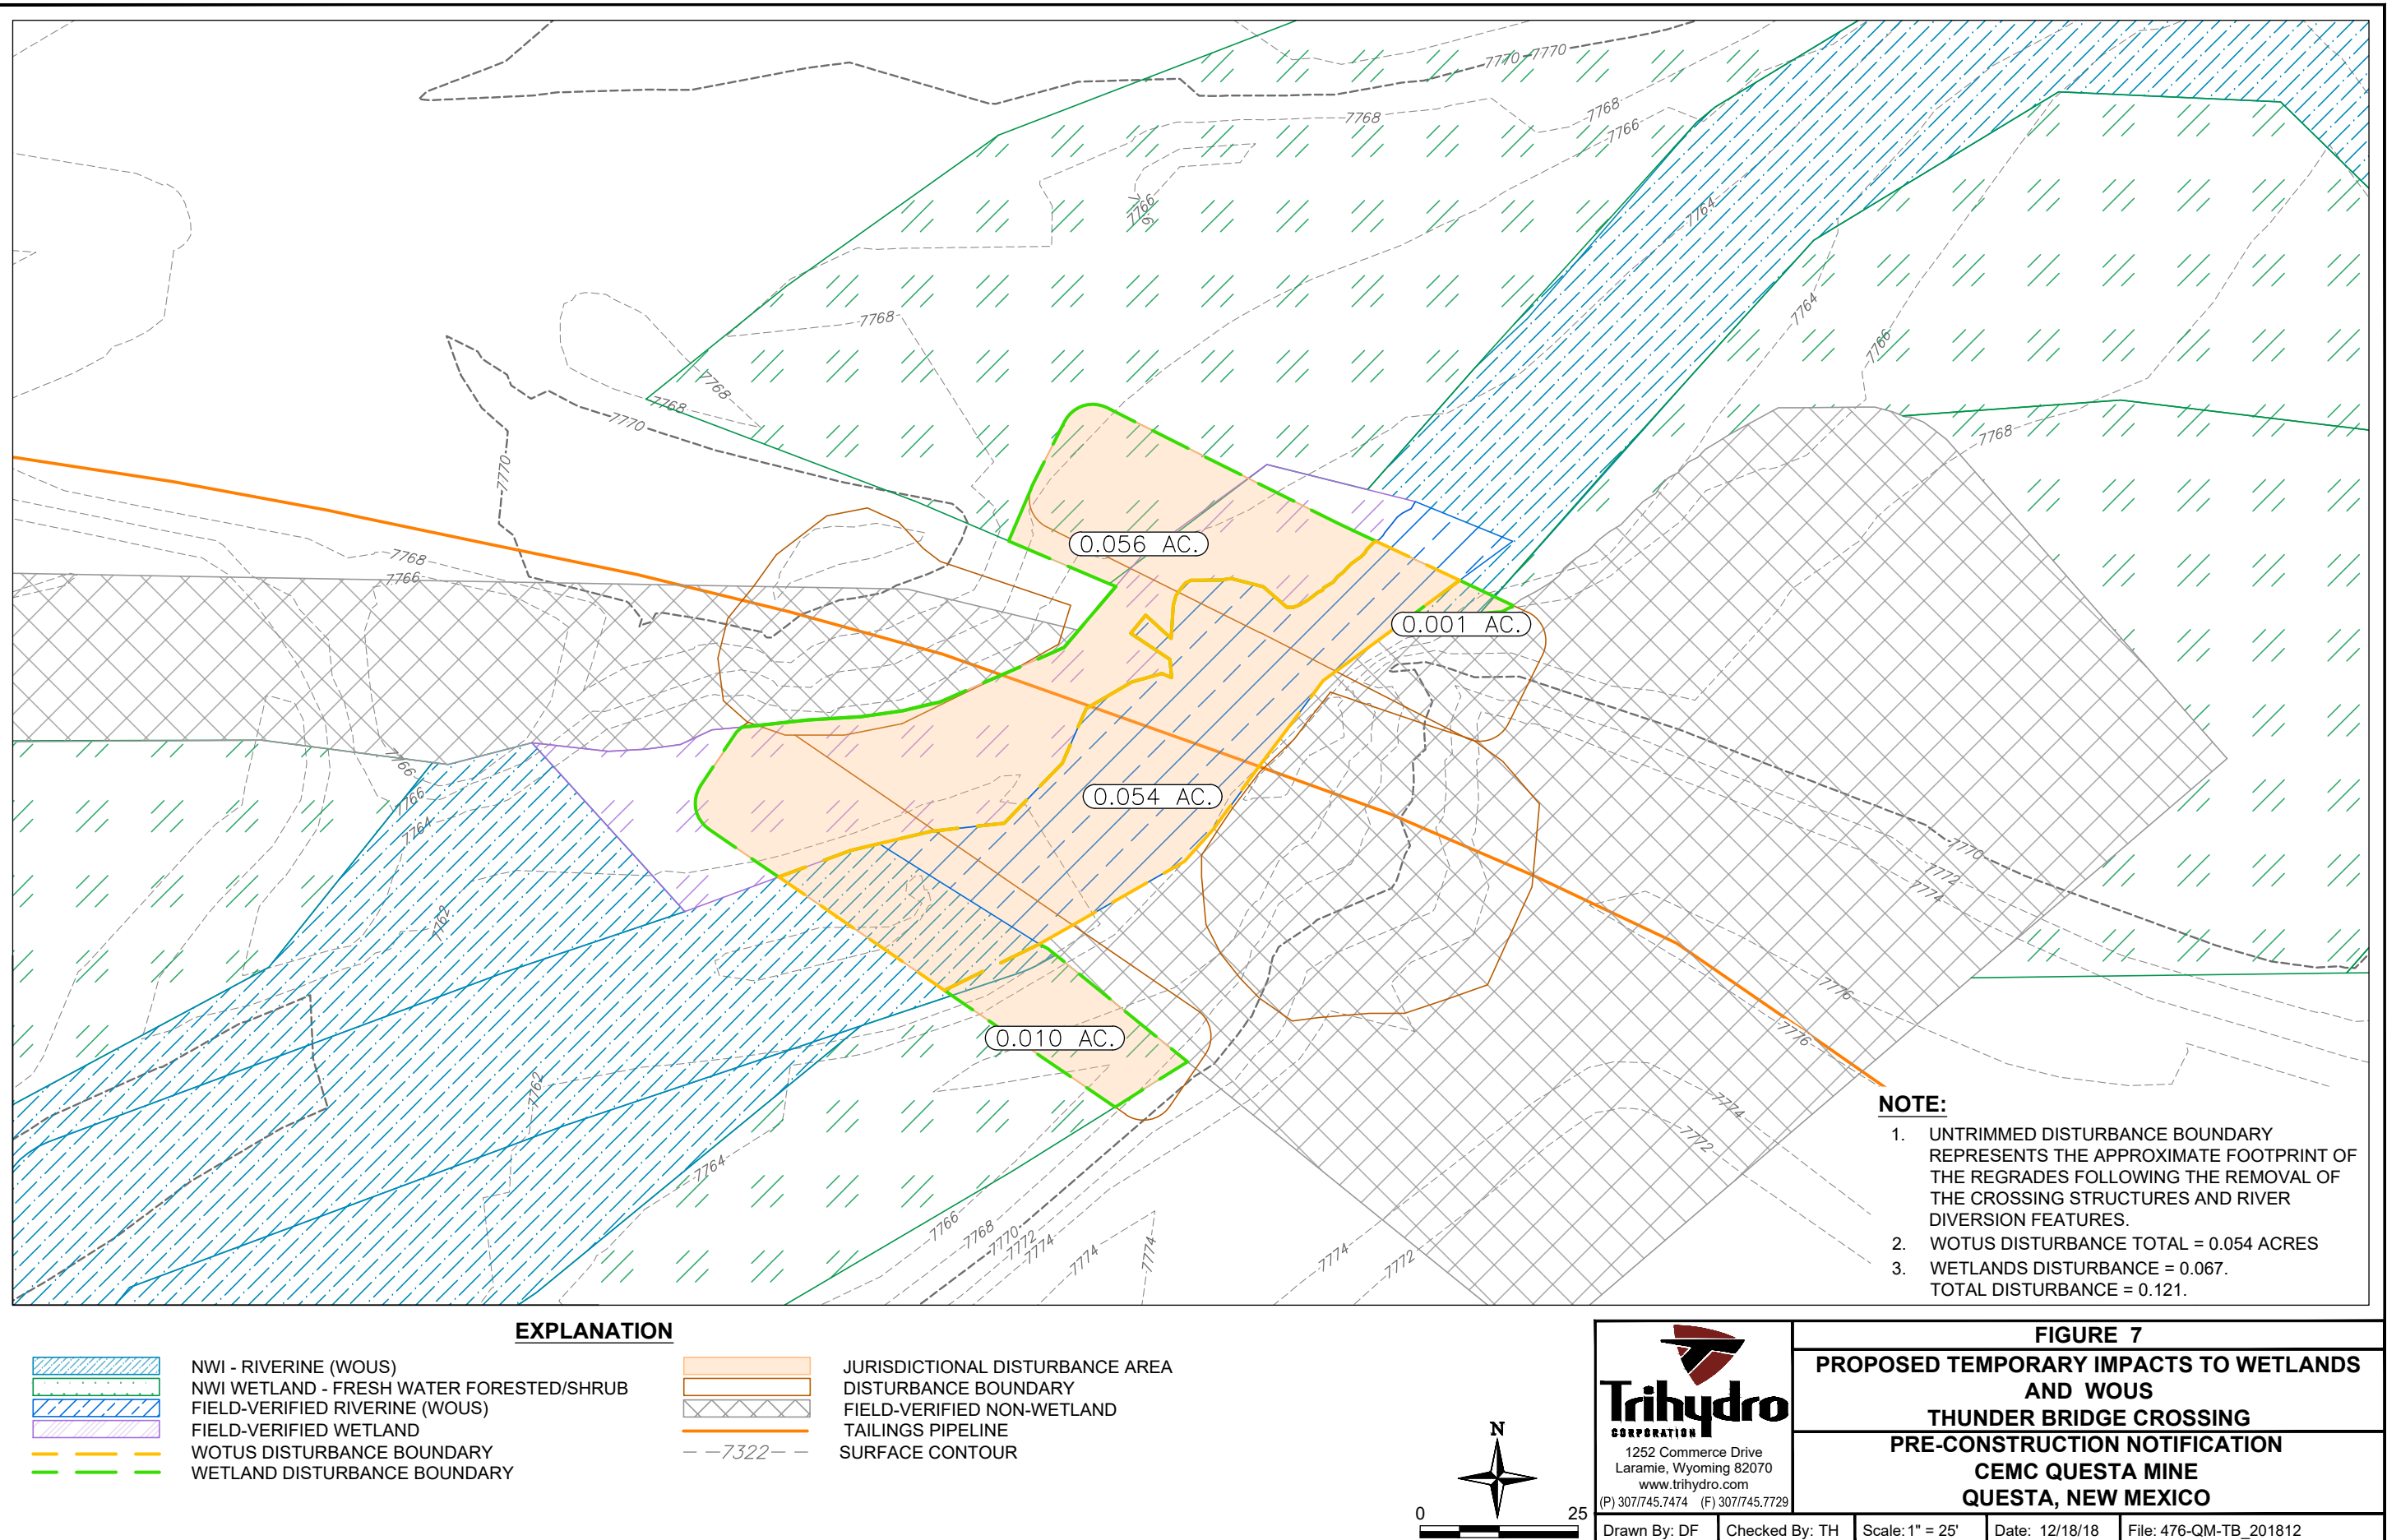 7770
7770
7768
7768
7766
7766
76
7764
7764
7766
7768
7768
7768
7770
7770
7768
0.056 AC.
7768
7766
0.001 AC.
766
7766
7764
0.054 AC.
7770
7772
7774
7762
7776
7776
0.010 AC.
7762
7774
7772
7764
7766
7768
7770
7772
7774
7774
7774
7774
7772
NOTE:
1. UNTRIMMED DISTURBANCE BOUNDARY
REPRESENTS THE APPROXIMATE FOOTPRINT OF
THE REGRADES FOLLOWING THE REMOVAL OF
THE CROSSING STRUCTURES AND RIVER
DIVERSION FEATURES.
2. WOTUS DISTURBANCE TOTAL = 0.054 ACRES
3. WETLANDS DISTURBANCE = 0.067.
TOTAL DISTURBANCE = 0.121.
EXPLANATION
NWI - RIVERINE (WOUS)
NWI WETLAND - FRESH WATER FORESTED/SHRUB
FIELD-VERIFIED RIVERINE (WOUS)
FIELD-VERIFIED WETLAND
WOTUS DISTURBANCE BOUNDARY
WETLAND DISTURBANCE BOUNDARY
JURISDICTIONAL DISTURBANCE AREA
DISTURBANCE BOUNDARY
FIELD-VERIFIED NON-WETLAND
TAILINGS PIPELINE
7322 SURFACE CONTOUR
N
0 25
Trihydro
CORPORATION
1252 Commerce Drive
Laramie, Wyoming 82070
www.trihydro.com
(P) 307/745.7474 (F) 307/745.7729
FIGURE 7
PROPOSED TEMPORARY IMPACTS TO WETLANDS
AND WOUS
THUNDER BRIDGE CROSSING
PRE-CONSTRUCTION NOTIFICATION
CEMC QUESTA MINE
QUESTA, NEW MEXICO
Drawn By: DF Checked By: TH Scale: 1" = 25' Date: 12/18/18 File: 476-QM-TB_201812